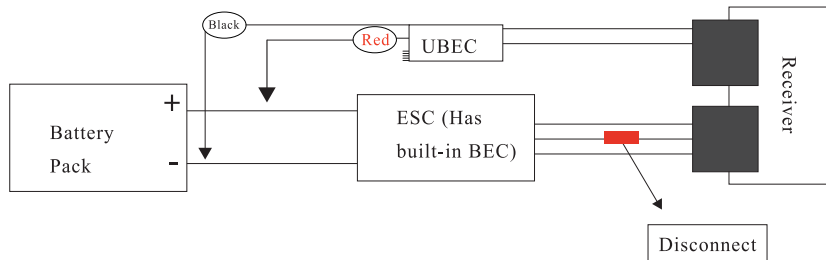 Black
Red
UBEC
Receiver
+
-
Battery
Pack
ESC (Has
built-in BEC)
Disconnect